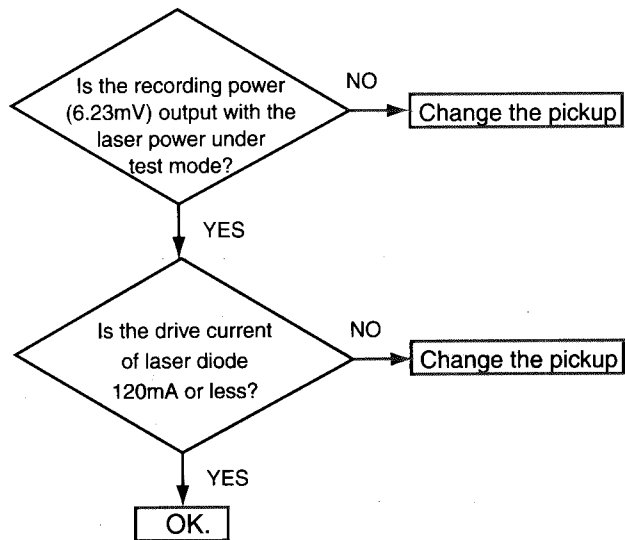 Is the recording power
(6.23mV) output with the
laser power under
test mode?
NO
Change the pickup
YES
Is the drive current
of laser diode
120mA or less?
NO
Change the pickup
YES
OK.